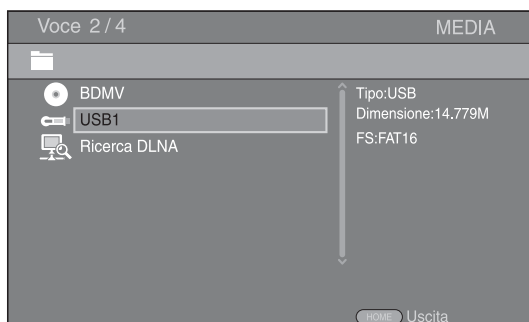 Voce 2/4
MEDIA
BDMV
USB1
Ricerca DLNA
Tipo:USB
Dimensione:14.779M
FS:FAT16
HOME Uscita